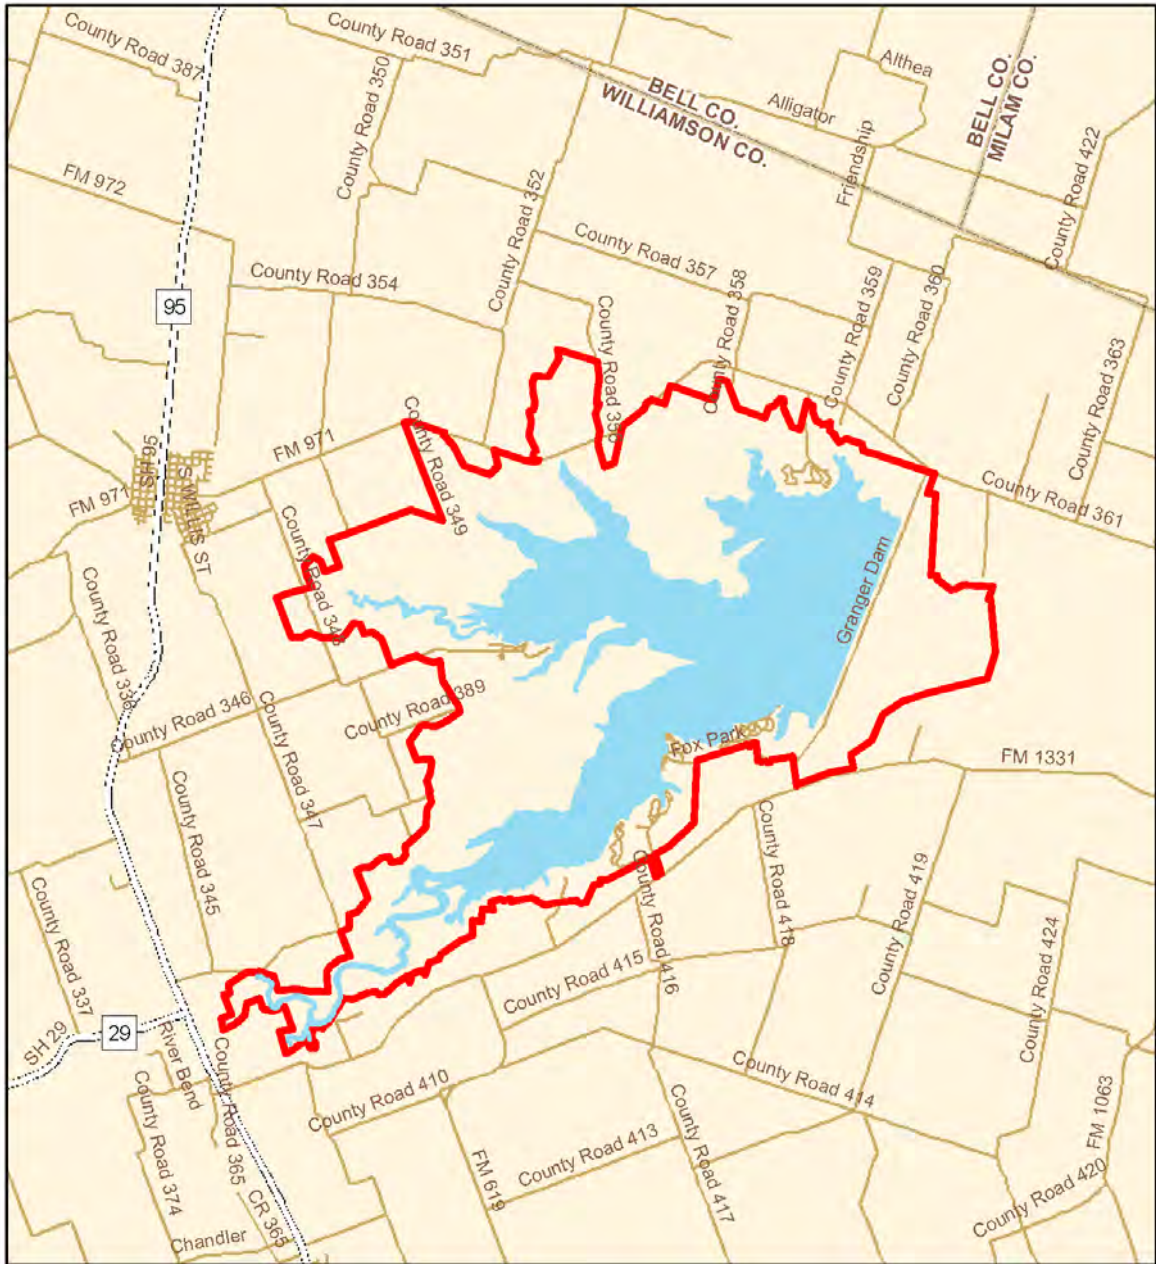 County Road 387
County Road 351
County Road 350
Althea
BELL CO.
WILLIAMSON CO.
Alligator
BELL CO.
MILAM CO.
County Road 422
Friendship
FM 972
County Road 352
County Road 357
County Road 354
County Road 358
County Road 359
County Road 360
95
County Road 356
County Road 363
County Road 349
FM 971
SH 95
S WILLIS ST
FM 971
County Road 361
County Road 348
Granger Dam
County Road 338
County Road 346
County Road 389
County Road 347
Fox Park
FM 1331
County Road 345
County Road 418
County Road 419
County Road 337
County Road 416
County Road 424
County Road 415
SH 29
29
River Bend
County Road 365
County Road 410
County Road 414
County Road 374
County Road 413
County Road 417
FM 1063
FM 619
CR 365
County Road 420
Chandler